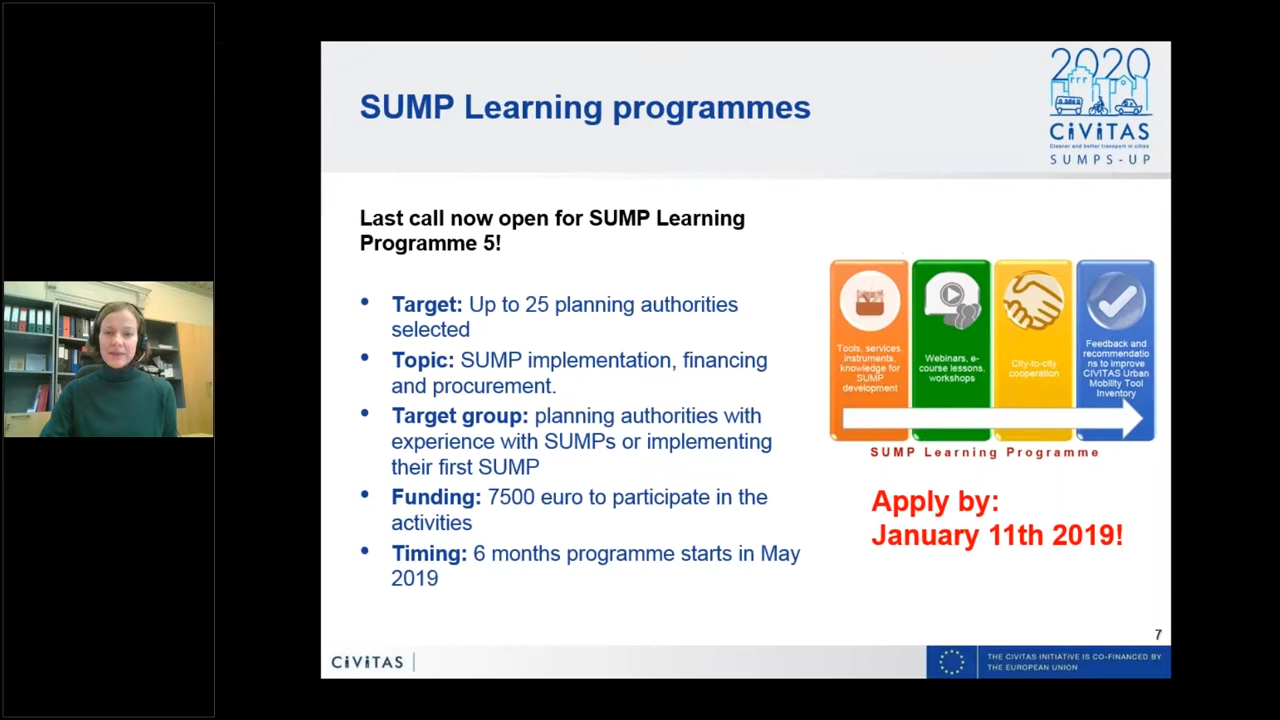 SUMP Learning programmes
2020
CIVITAS
Cleaner and better transport in cities
SUMPS-UP
Last call now open for SUMP Learning
Programme 5!
• Target: Up to 25 planning authorities
selected
• Topic: SUMP implementation, financing
and procurement.
• Target group: planning authorities with
experience with SUMPs or implementing
their first SUMP
• Funding: 7500 euro to participate in the
activities
• Timing: 6 months programme starts in May
2019
Tools, services,
instruments,
knowledge for
SUMP
development
Webinars, e-
course lessons,
workshops
City-to-city
cooperation
Feedback and
recommendatio
ns to improve
CIVITAS Urban
Mobility Tool
Inventory
SUMP Learning Programme
Apply by:
January 11th 2019!
7
CIVITAS
THE CIVITAS INITIATIVE IS CO-FINANCED BY
THE EUROPEAN UNION